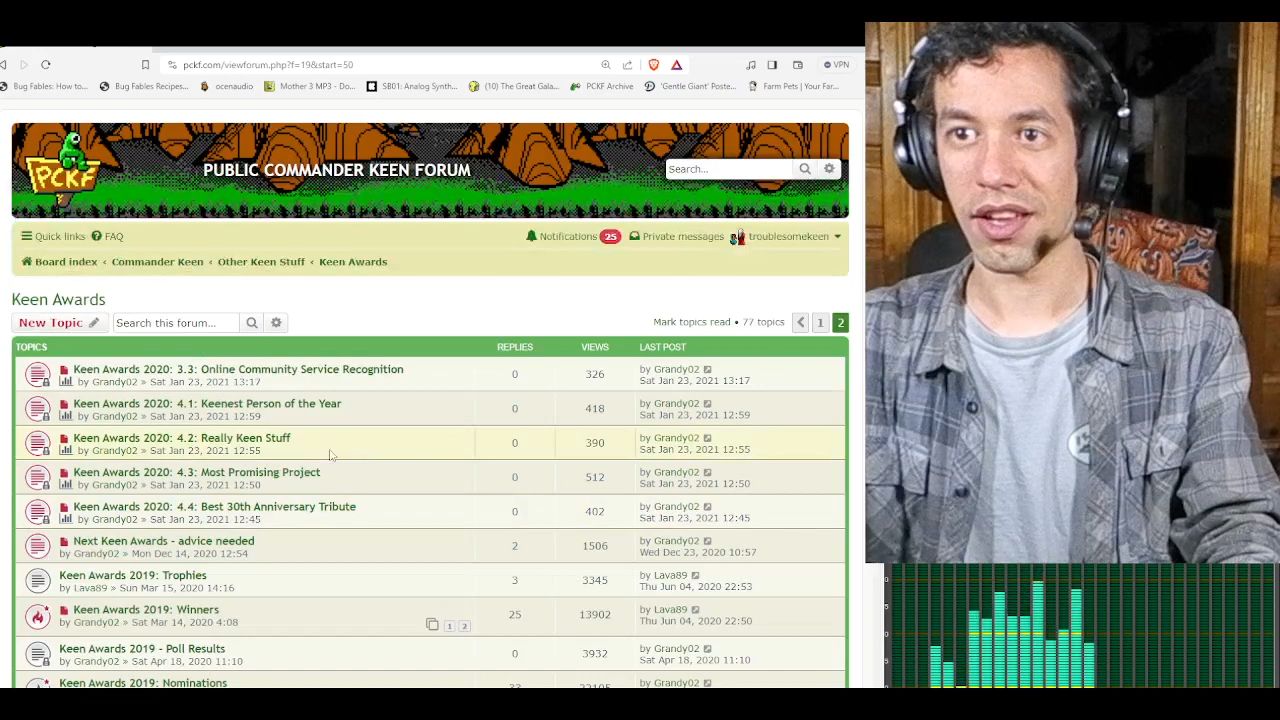 pckf.com/viewforum.php?f=19&start=50
VPN
Bug Fables: How to...
Bug Fables Recipes...
ocenaudio
Mother 3 MP3 - Do...
SB01: Analog Synth...
(10) The Great Gala...
PCKF Archive
'Gentle Giant' Poste...
Farm Pets | Your Far...
PCKF
PUBLIC COMMANDER KEEN FORUM
Search...
Quick links FAQ
Notifications 25 Private messages troublesomekeen
Board index ‹ Commander Keen ‹ Other Keen Stuff ‹ Keen Awards
Keen Awards
New Topic Search this forum... Mark topics read • 77 topics 1 2
TOPICS REPLIES VIEWS LAST POST
Keen Awards 2020: 3.3: Online Community Service Recognition
by Grandy02 » Sat Jan 23, 2021 13:17
0
326
by Grandy02
Sat Jan 23, 2021 13:17
Keen Awards 2020: 4.1: Keenest Person of the Year
by Grandy02 » Sat Jan 23, 2021 12:59
0
418
by Grandy02
Sat Jan 23, 2021 12:59
Keen Awards 2020: 4.2: Really Keen Stuff
by Grandy02 » Sat Jan 23, 2021 12:55
0
390
by Grandy02
Sat Jan 23, 2021 12:55
Keen Awards 2020: 4.3: Most Promising Project
by Grandy02 » Sat Jan 23, 2021 12:50
0
512
by Grandy02
Sat Jan 23, 2021 12:50
Keen Awards 2020: 4.4: Best 30th Anniversary Tribute
by Grandy02 » Sat Jan 23, 2021 12:45
0
402
by Grandy02
Sat Jan 23, 2021 12:45
Next Keen Awards - advice needed
by Grandy02 » Mon Dec 14, 2020 12:54
2
1506
by Grandy02
Wed Dec 23, 2020 10:57
Keen Awards 2019: Trophies
by Lava89 » Sun Mar 15, 2020 14:16
3
3345
by Lava89
Thu Jun 04, 2020 22:53
Keen Awards 2019: Winners
by Grandy02 » Sat Mar 14, 2020 4:08
1 2
25
13902
by Lava89
Thu Jun 04, 2020 22:50
Keen Awards 2019 - Poll Results
by Grandy02 » Sat Apr 18, 2020 11:10
0
3932
by Grandy02
Sat Apr 18, 2020 11:10
Keen Awards 2019: Nominations
by Grandy02